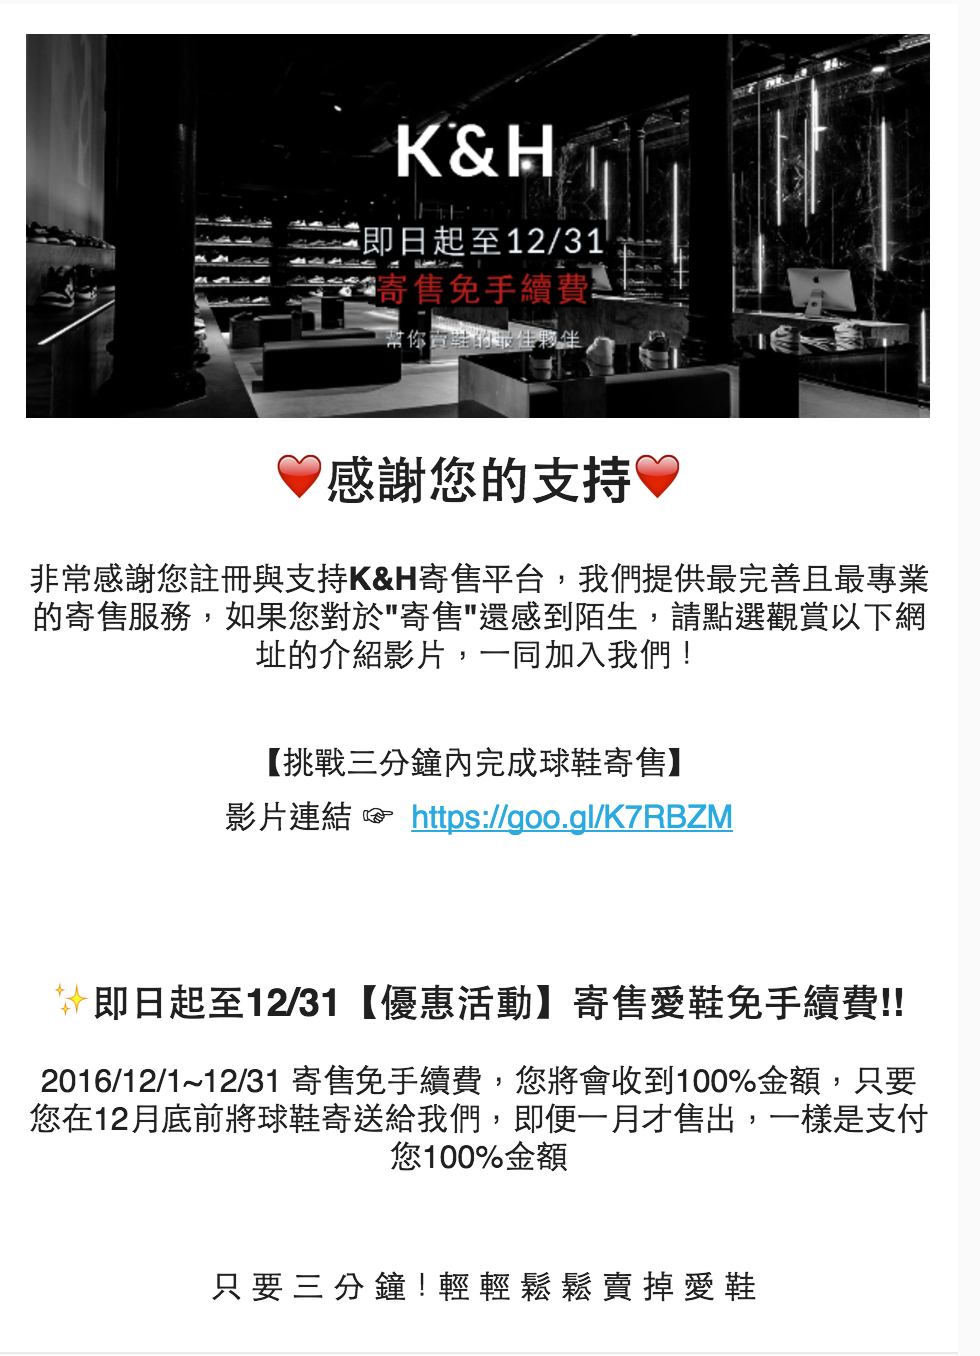 K&H
即日起至12/31
寄售免手續費
幫你賣鞋的最佳夥伴
❤️感謝您的支持❤️
非常感謝您註冊與支持K&H寄售平台，我們提供最完善且最專業
的寄售服務，如果您對於"寄售"還感到陌生，請點選觀賞以下網
址的介紹影片，一同加入我們！
【挑戰三分鐘內完成球鞋寄售】
影片連結 👉 https://goo.gl/K7RBZM
✨即日起至12/31【優惠活動】寄售愛鞋免手續費!!
2016/12/1~12/31 寄售免手續費，您將會收到100%金額，只要
您在12月底前將球鞋寄送給我們，即便一月才售出，一樣是支付
您100%金額
只 要 三 分 鐘 ! 輕 輕 鬆 鬆 賣 掉 愛 鞋